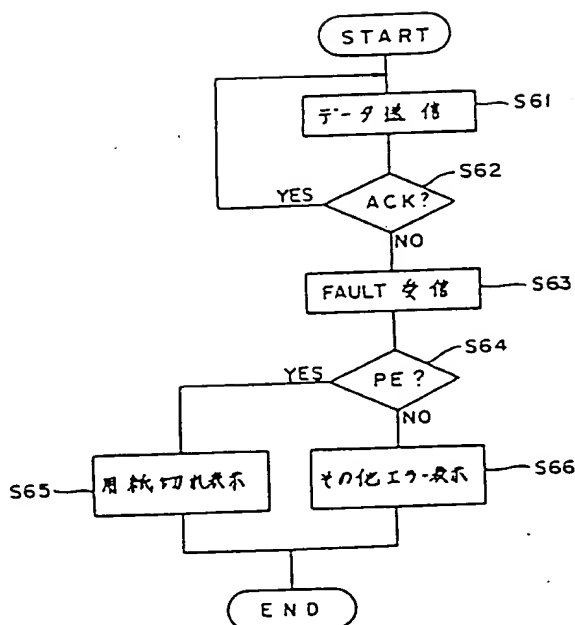 START
データ送信
S61
S62
YES
ACK?
NO
FAULT 受信
S63
S64
YES
PE?
NO
S65
用紙切れ表示
その他エラー表示
S66
END